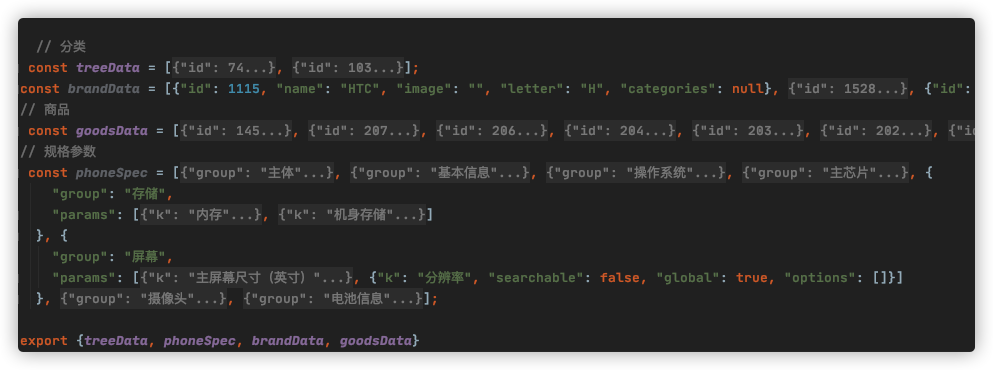 // 分类
const treeData = [{"id": 74...}, {"id": 103...}];
const brandData = [{"id": 1115, "name": "HTC", "image": "", "letter": "H", "categories": null}, {"id": 1528...}, {"id":
// 商品
const goodsData = [{"id": 145...}, {"id": 207...}, {"id": 206...}, {"id": 204...}, {"id": 203...}, {"id": 202...}, {"id
// 规格参数
const phoneSpec = [{"group": "主体"...}, {"group": "基本信息"...}, {"group": "操作系统"...}, {"group": "主芯片"...}, {
"group": "存储",
"params": [{"k": "内存"...}, {"k": "机身存储"...}]
}, {
"group": "屏幕",
"params": [{"k": "主屏幕尺寸（英寸）"...}, {"k": "分辨率", "searchable": false, "global": true, "options": []}]
}, {"group": "摄像头"...}, {"group": "电池信息"...}];
export {treeData, phoneSpec, brandData, goodsData}